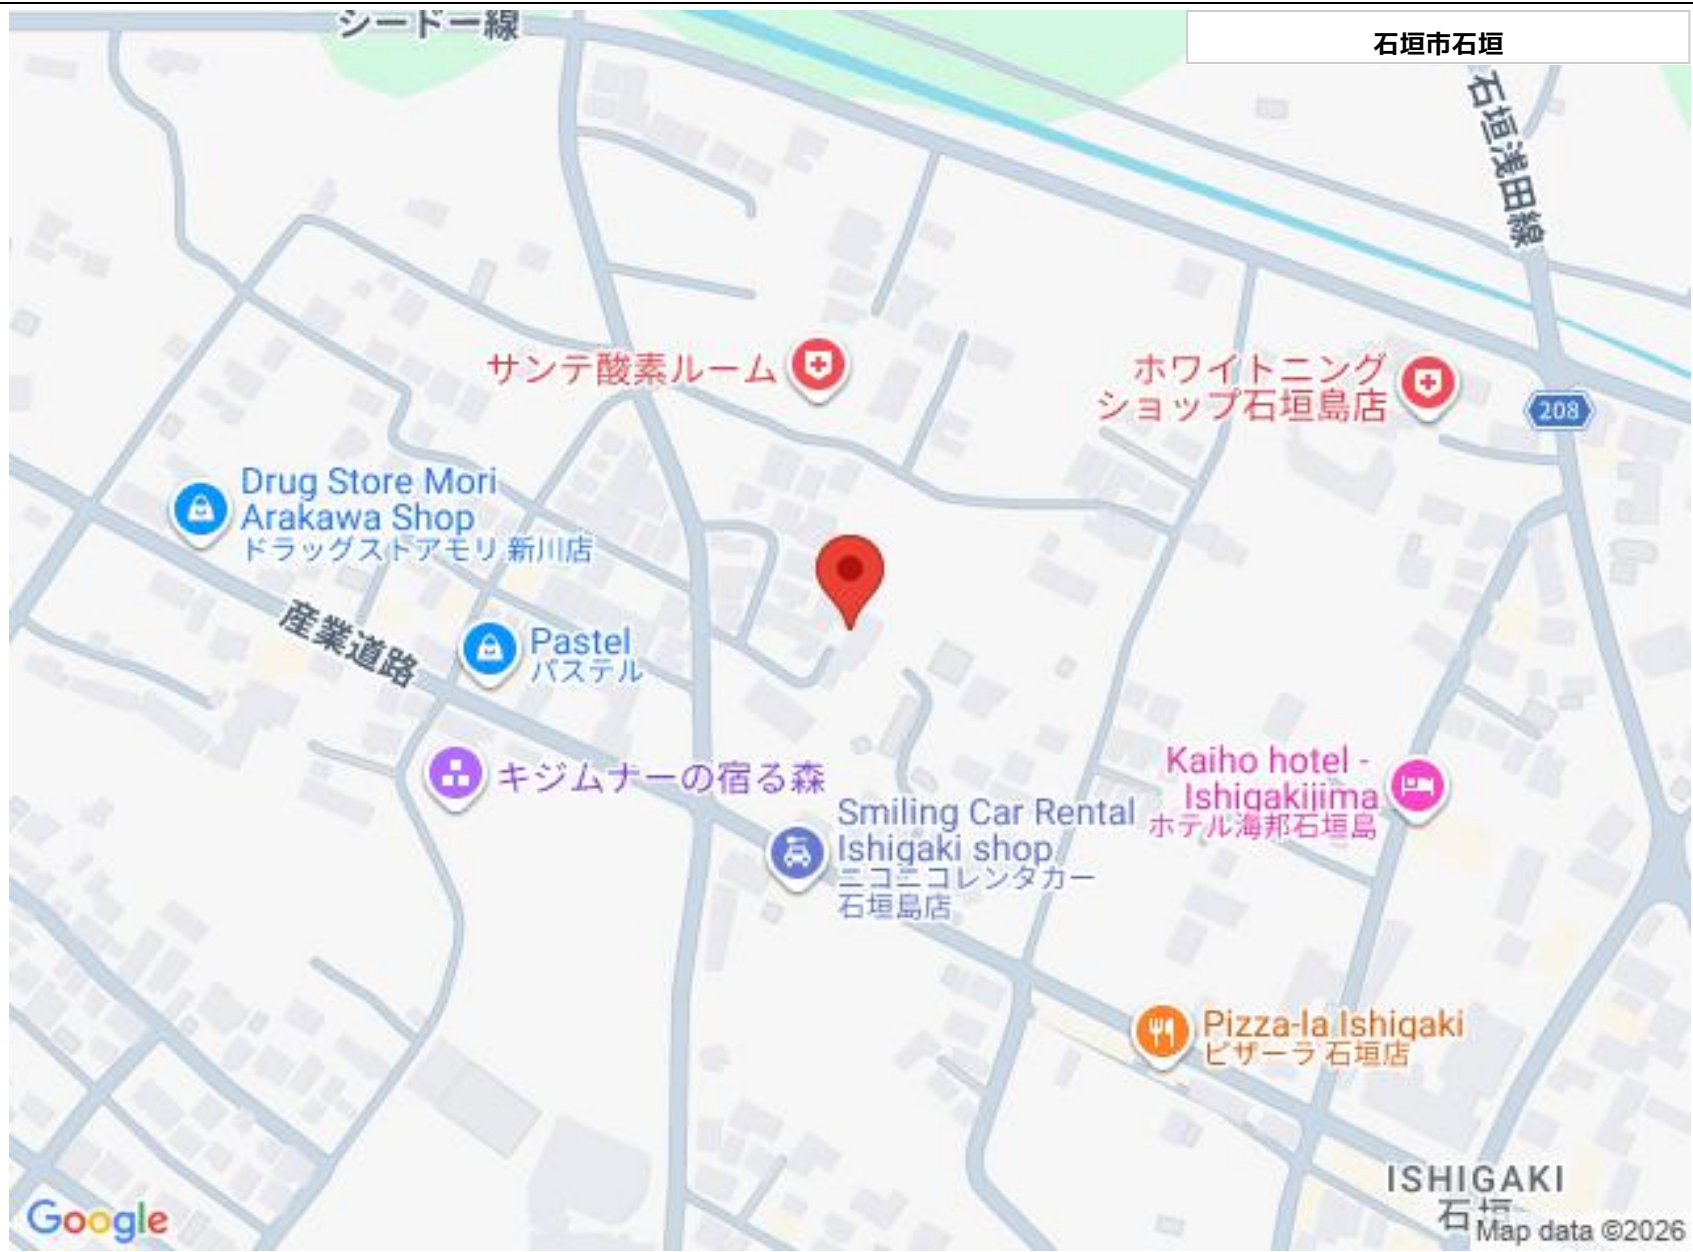 シードー線
石垣市石垣
石垣浅田線
サンテ酸素ルーム
ホワイトニング
ショップ石垣島店
208
Drug Store Mori
Arakawa Shop
ドラッグストアモリ 新川店
産業道路
Pastel
パステル
キジムナーの宿る森
Kaiho hotel -
Ishigakijima
ホテル海邦石垣島
Smiling Car Rental
Ishigaki shop
ニコニコレンタカー
石垣島店
Pizza-la Ishigaki
ピザーラ 石垣店
ISHIGAKI
石垣
Google
Map data ©2026